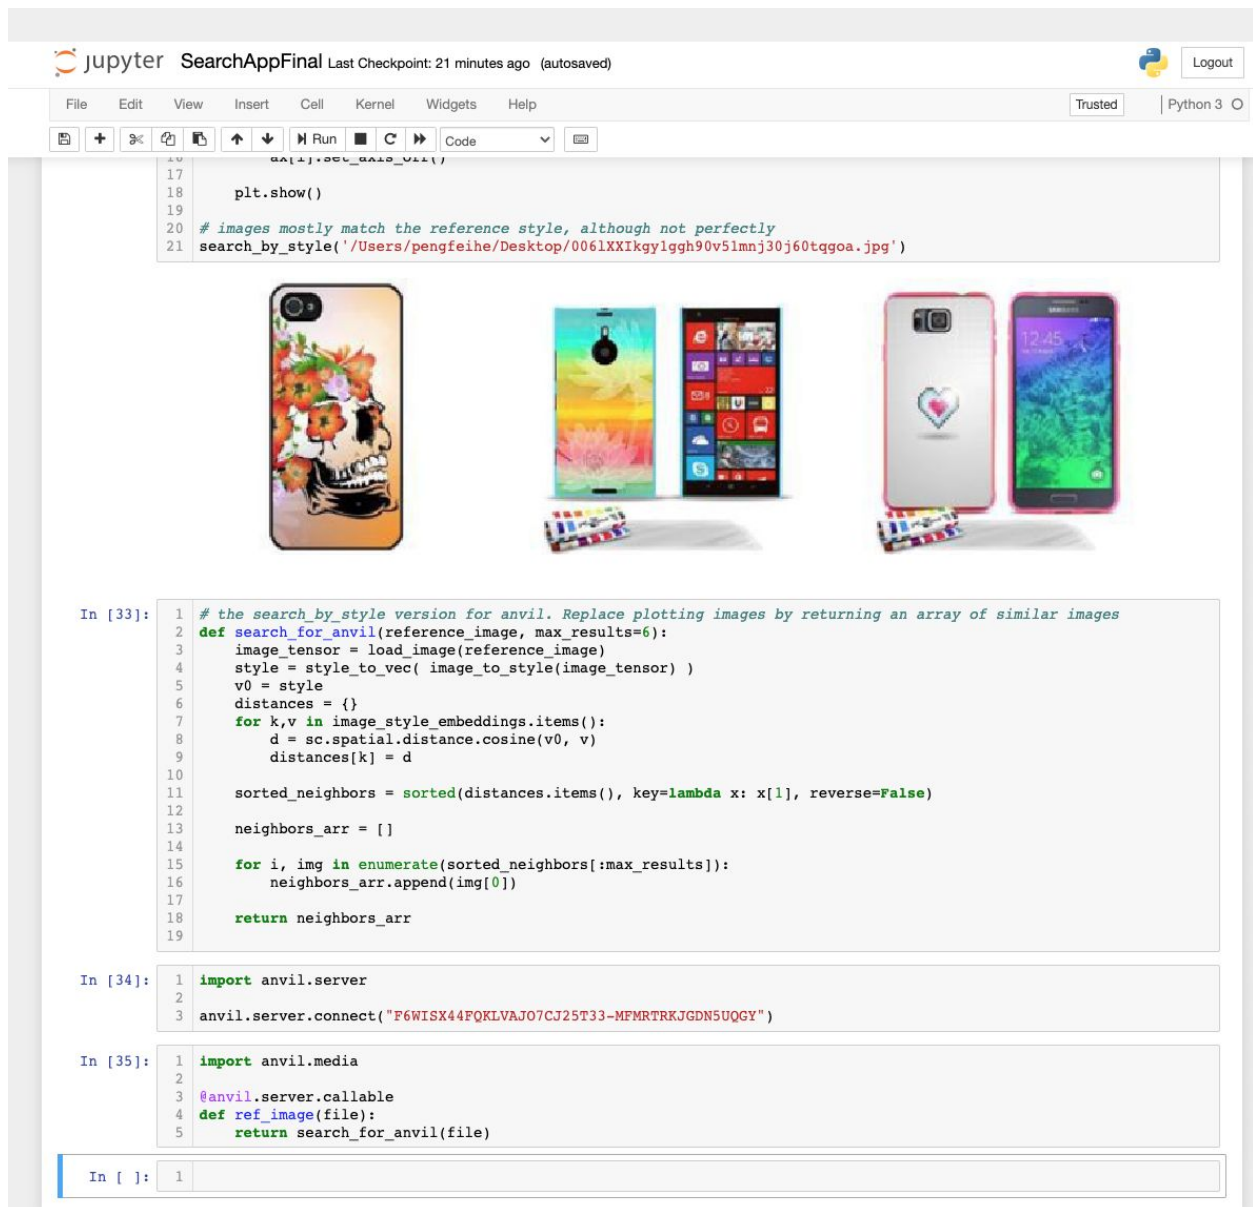 jupyter SearchAppFinal Last Checkpoint: 21 minutes ago (autosaved) Logout
File Edit View Insert Cell Kernel Widgets Help Trusted Python 3
Run Code
16 ax[i].set_axis_off()
17
18 plt.show()
19
20 # images mostly match the reference style, although not perfectly
21 search_by_style('/Users/pengfeihe/Desktop/006lXXIkgy1ggh90v51mnj30j60tqgoa.jpg')
SAMSUNG
12:45
In [33]:
1 # the search_by_style version for anvil. Replace plotting images by returning an array of similar images
2 def search_for_anvil(reference_image, max_results=6):
3 image_tensor = load_image(reference_image)
4 style = style_to_vec( image_to_style(image_tensor) )
5 v0 = style
6 distances = {}
7 for k,v in image_style_embeddings.items():
8 d = sc.spatial.distance.cosine(v0, v)
9 distances[k] = d
10
11 sorted_neighbors = sorted(distances.items(), key=lambda x: x[1], reverse=False)
12
13 neighbors_arr = []
14
15 for i, img in enumerate(sorted_neighbors[:max_results]):
16 neighbors_arr.append(img[0])
17
18 return neighbors_arr
19
In [34]:
1 import anvil.server
2
3 anvil.server.connect("F6WISX44FQKLVAJO7CJ25T33-MFMRTRKJGDN5UQGY")
In [35]:
1 import anvil.media
2
3 @anvil.server.callable
4 def ref_image(file):
5 return search_for_anvil(file)
In [ ]: 1